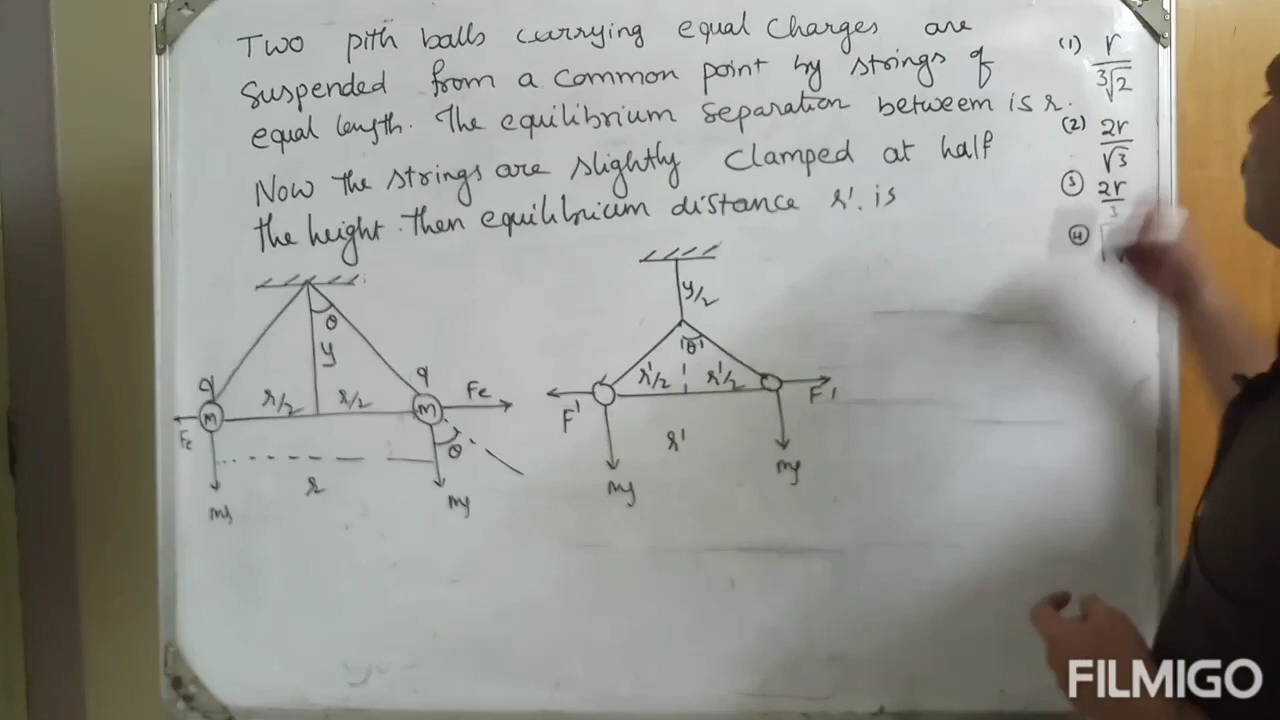 Two pith balls carrying equal charges are
suspended from a common point by strings of
equal length. The equilibrium separation betweem is r.
Now the strings are slightly clamped at half
the height. then equilibrium distance r'. is
(1) r/∛2
(2) 2r/√3
(3) 2r/3
(4)
θ
y
q
q
r/2
r/2
M
M
Fe
Fe
θ
r
Mg
Mg
y/2
θ'
r'/2
r'/2
F'
F'
r'
Mg
Mg
FILMIGO